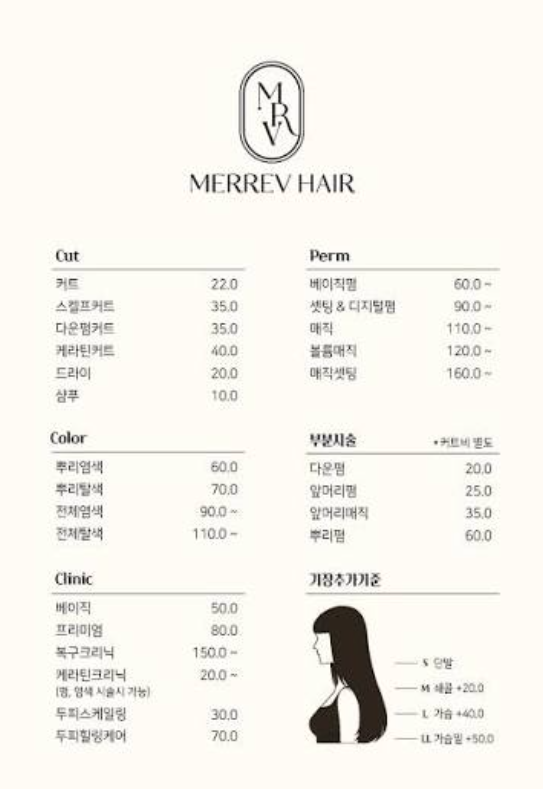 MRV
MERREV HAIR
Cut
커트 22.0
스켈프커트 35.0
다운펌커트 35.0
케라틴커트 40.0
드라이 20.0
샴푸 10.0
Perm
베이직펌 60.0 ~
셋팅 & 디지털펌 90.0 ~
매직 110.0 ~
볼륨매직 120.0 ~
매직셋팅 160.0 ~
Color
뿌리염색 60.0
뿌리탈색 70.0
전체염색 90.0 ~
전체탈색 110.0 ~
부분시술 *커트비 별도
다운펌 20.0
앞머리펌 25.0
앞머리매직 35.0
뿌리펌 60.0
Clinic
베이직 50.0
프리미엄 80.0
복구크리닉 150.0 ~
케라틴크리닉 20.0 ~
(펌, 염색 시술시 가능)
두피스케일링 30.0
두피힐링케어 70.0
기장추가기준
S 단발
M 쇄골 +20.0
L 가슴 +40.0
LL 가슴밑 +50.0